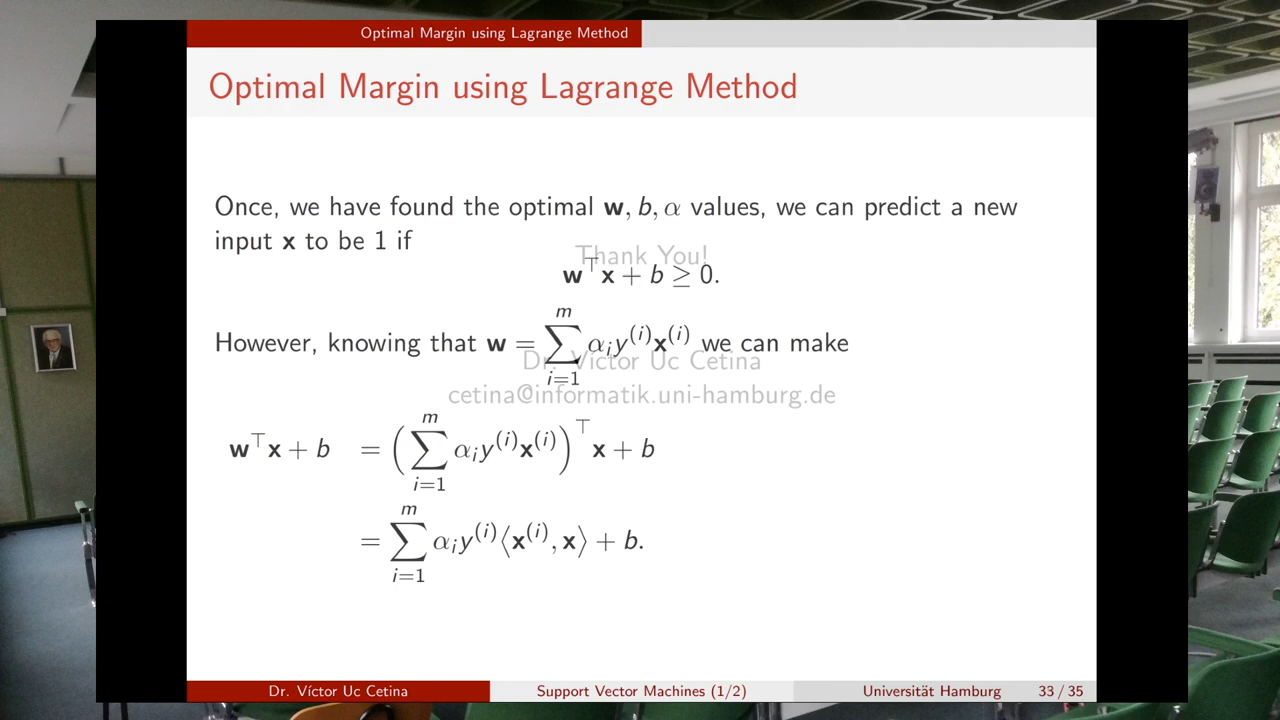 Optimal Margin using Lagrange Method
Optimal Margin using Lagrange Method
Once, we have found the optimal w, b, α values, we can predict a new
input x to be 1 if
Thank You!
w⊤x + b ≥ 0.
However, knowing that w = ∑_{i=1}^{m} α_i y^{(i)} x^{(i)} we can make
Dr. Víctor Uc Cetina
cetina@informatik.uni-hamburg.de
w⊤x + b = (∑_{i=1}^{m} α_i y^{(i)} x^{(i)})⊤ x + b
= ∑_{i=1}^{m} α_i y^{(i)} ⟨x^{(i)}, x⟩ + b.
Dr. Víctor Uc Cetina Support Vector Machines (1/2) Universität Hamburg 33 / 35